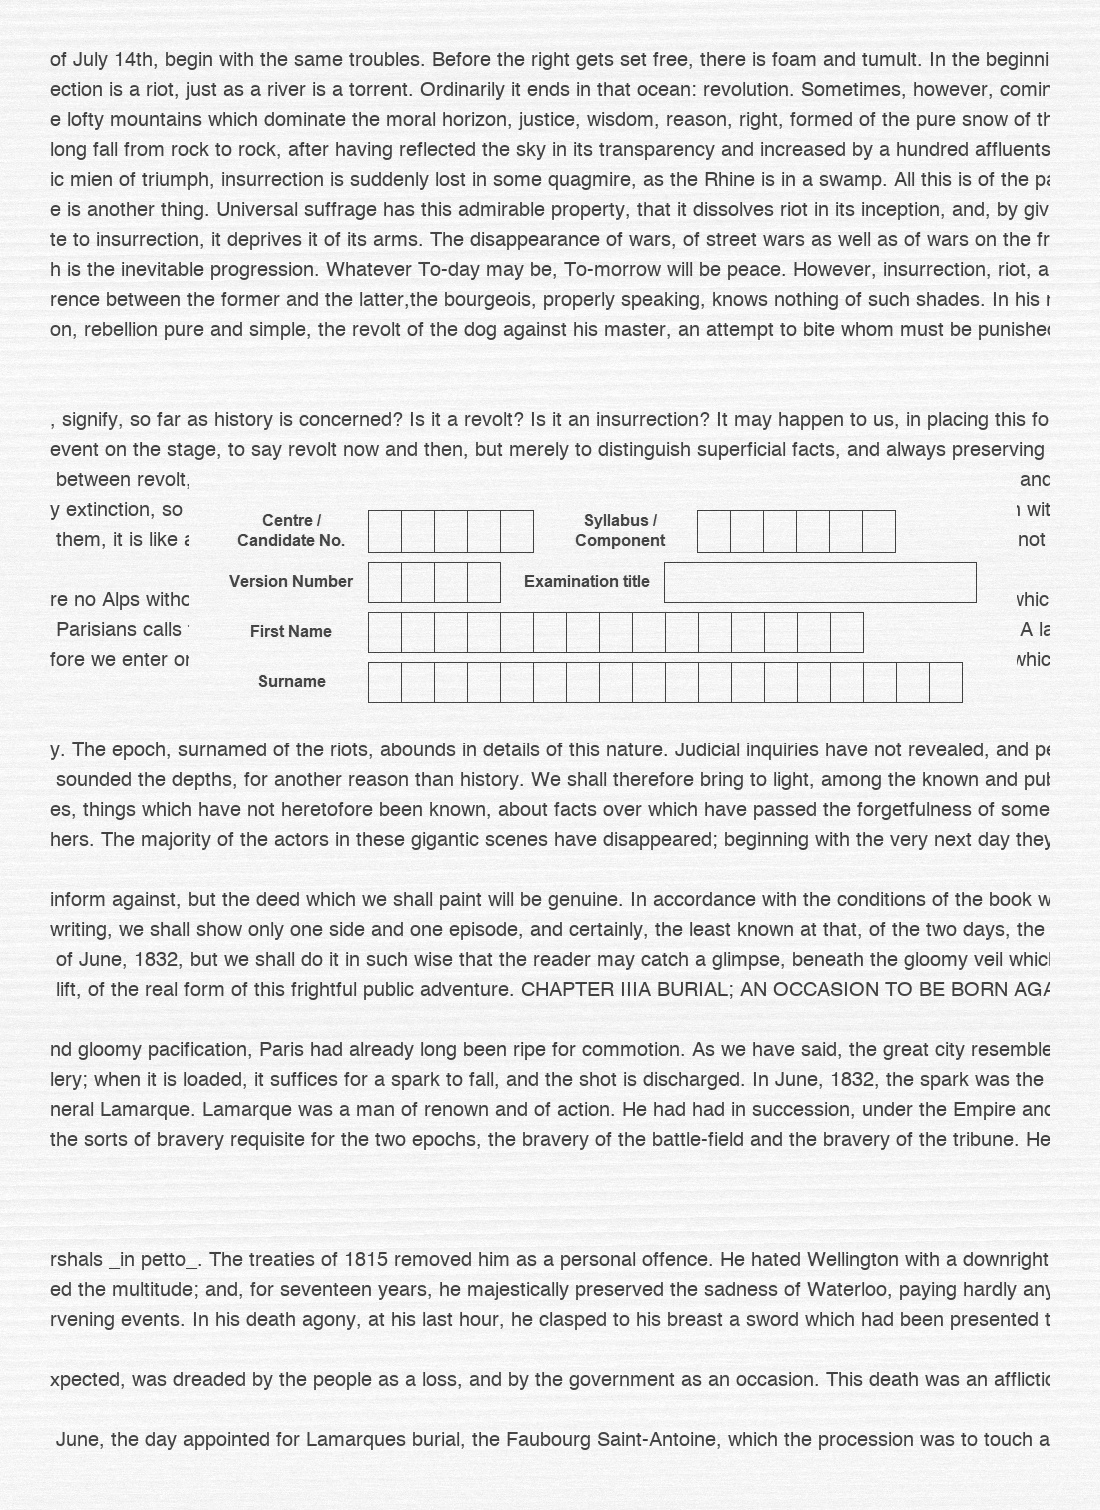 of July 14th, begin with the same troubles. Before the right gets set free, there is foam and tumult. In the
ection is a riot, just as a river is a torrent. Ordinarily it ends in that ocean: revolution. Sometimes, however,
e lofty mountains which dominate the moral horizon, justice, wisdom, reason, right, formed of the pure snow of
long fall from rock to rock, after having reflected the sky in its transparency and increased by a hundred affluents
ic mien of triumph, insurrection is suddenly lost in some quagmire, as the Rhine is in a swamp. All this is of the
e is another thing. Universal suffrage has this admirable property, that it dissolves riot in its inception, and, by giv
te to insurrection, it deprives it of its arms. The disappearance of wars, of street wars as well as of wars on the fr
h is the inevitable progression. Whatever To-day may be, To-morrow will be peace. However, insurrection, riot, a
rence between the former and the latter,the bourgeois, properly speaking, knows nothing of such shades. In his
on, rebellion pure and simple, the revolt of the dog against his master, an attempt to bite whom must be
, signify, so far as history is concerned? Is it a revolt? Is it an insurrection? It may happen to us, in placing this fo
event on the stage, to say revolt now and then, but merely to distinguish superficial facts, and always preserving
between revolt, and
y extinction, so wit
them, it is like not
Centre / Candidate No. Syllabus / Component
Version Number Examination title
re no Alps
Parisians calls A
First Name
fore we enter
Surname
y. The epoch, surnamed of the riots, abounds in details of this nature. Judicial inquiries have not revealed, and
sounded the depths, for another reason than history. We shall therefore bring to light, among the known and
es, things which have not heretofore been known, about facts over which have passed the forgetfulness of some
hers. The majority of the actors in these gigantic scenes have disappeared; beginning with the very next day they
inform against, but the deed which we shall paint will be genuine. In accordance with the conditions of the book
writing, we shall show only one side and one episode, and certainly, the least known at that, of the two days, the
of June, 1832, but we shall do it in such wise that the reader may catch a glimpse, beneath the gloomy veil
lift, of the real form of this frightful public adventure. CHAPTER IIIA BURIAL; AN OCCASION TO BE BORN
nd gloomy pacification, Paris had already long been ripe for commotion. As we have said, the great city resemble
lery; when it is loaded, it suffices for a spark to fall, and the shot is discharged. In June, 1832, the spark was the
neral Lamarque. Lamarque was a man of renown and of action. He had had in succession, under the Empire and
the sorts of bravery requisite for the two epochs, the bravery of the battle-field and the bravery of the tribune. He
rshals _in petto_. The treaties of 1815 removed him as a personal offence. He hated Wellington with a downright
ed the multitude; and, for seventeen years, he majestically preserved the sadness of Waterloo, paying hardly any
rvening events. In his death agony, at his last hour, he clasped to his breast a sword which had been presented
xpected, was dreaded by the people as a loss, and by the government as an occasion. This death was an
June, the day appointed for Lamarques burial, the Faubourg Saint-Antoine, which the procession was to touch a